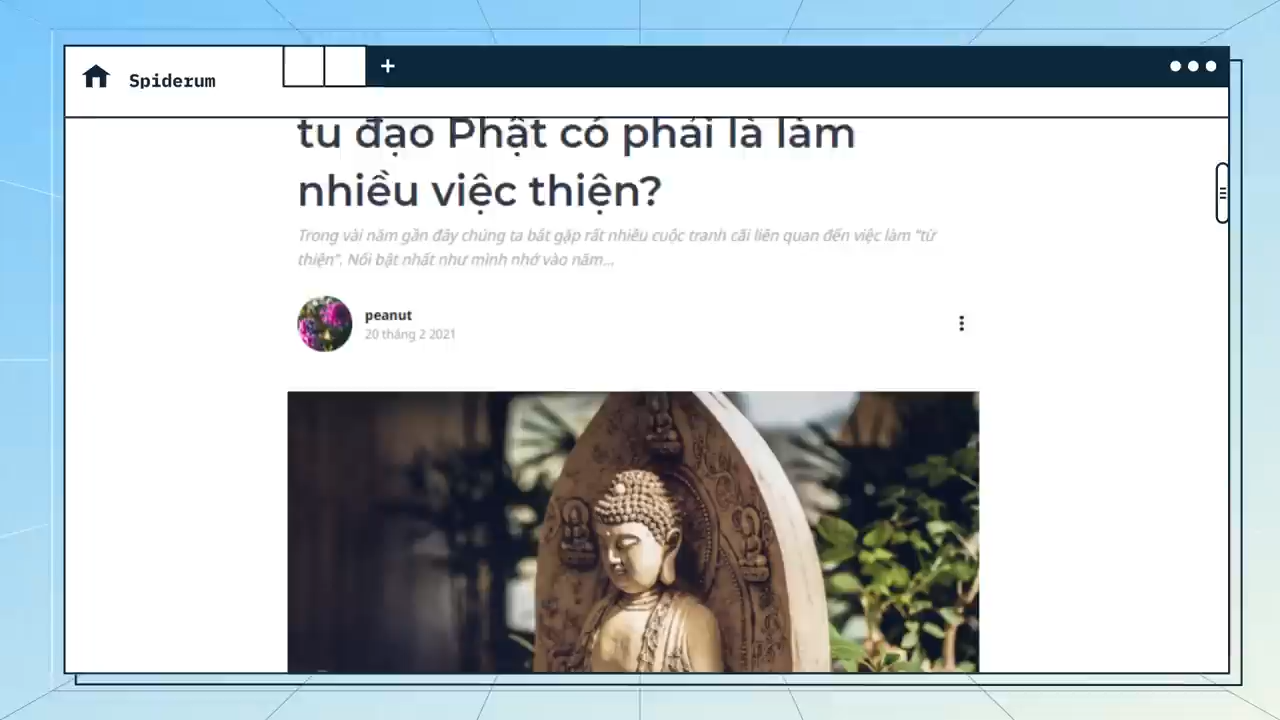 Spiderum
tu đạo Phật có phải là làm
nhiều việc thiện?
Trong vài năm gần đây chúng ta bắt gặp rất nhiều cuộc tranh cãi liên quan đến việc làm "từ
thiện". Nổi bật nhất như mình nhớ vào năm...
peanut
20 tháng 2 2021